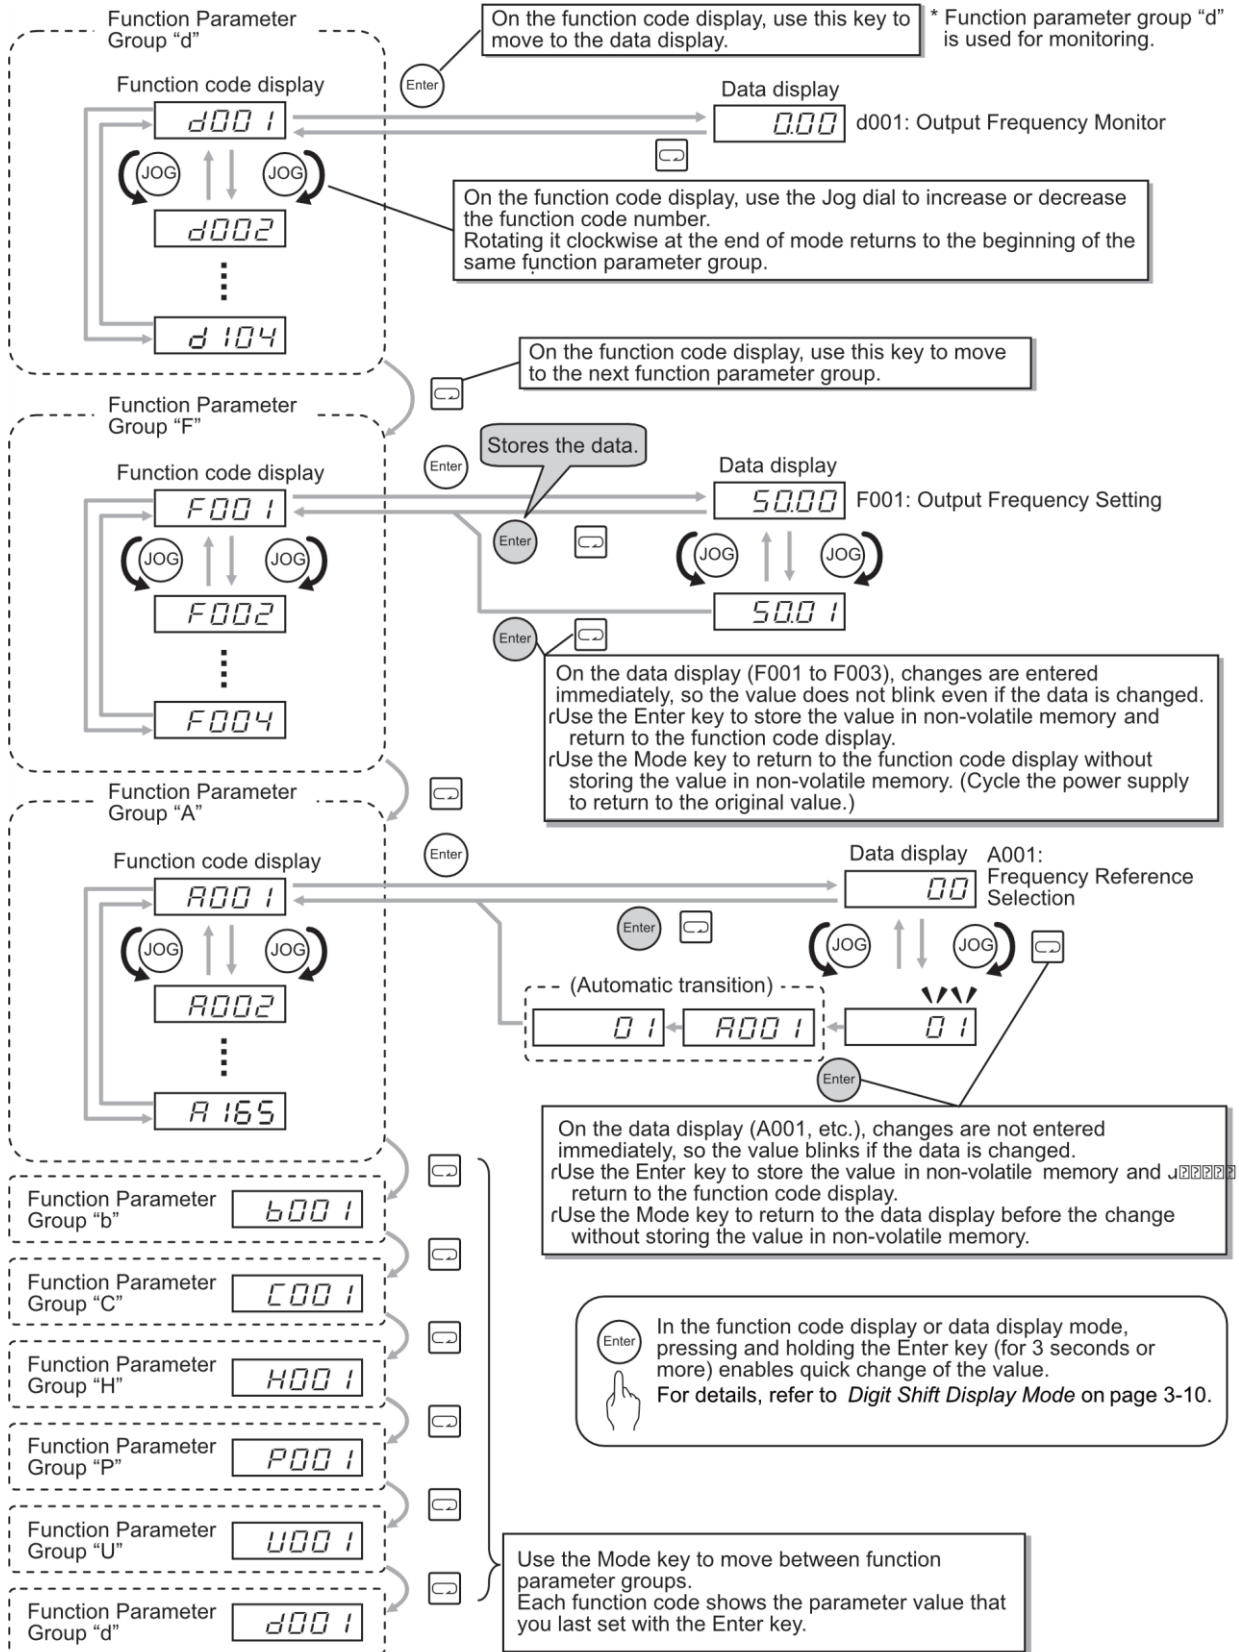 Function Parameter
Group “d”
On the function code display, use this key to
move to the data display.
* Function parameter group “d”
is used for monitoring.
Enter
Function code display
Data display
d001
0.00
d001: Output Frequency Monitor
JOG
JOG
On the function code display, use the Jog dial to increase or decrease
the function code number.
Rotating it clockwise at the end of mode returns to the beginning of the
same function parameter group.
d002
d104
On the function code display, use this key to move
to the next function parameter group.
Function Parameter
Group “F”
Stores the data.
Enter
Function code display
Data display
F001
50.00
F001: Output Frequency Setting
Enter
JOG
JOG
JOG
JOG
F002
50.01
Enter
F004
On the data display (F001 to F003), changes are entered
immediately, so the value does not blink even if the data is changed.
Use the Enter key to store the value in non-volatile memory and
return to the function code display.
Use the Mode key to return to the function code display without
storing the value in non-volatile memory. (Cycle the power supply
to return to the original value.)
Function Parameter
Group “A”
Enter
Function code display
Data display
A001:
Frequency Reference
Selection
A001
00
Enter
JOG
JOG
JOG
JOG
(Automatic transition)
A002
01
A001
01
Enter
A165
On the data display (A001, etc.), changes are not entered
immediately, so the value blinks if the data is changed.
Use the Enter key to store the value in non-volatile memory and
return to the function code display.
Use the Mode key to return to the data display before the change
without storing the value in non-volatile memory.
Function Parameter
Group “b”
b001
Function Parameter
Group “C”
C001
Function Parameter
Group “H”
H001
Enter
In the function code display or data display mode,
pressing and holding the Enter key (for 3 seconds or
more) enables quick change of the value.
For details, refer to Digit Shift Display Mode on page 3-10.
Function Parameter
Group “P”
P001
Function Parameter
Group “U”
U001
Function Parameter
Group “d”
d001
Use the Mode key to move between function
parameter groups.
Each function code shows the parameter value that
you last set with the Enter key.